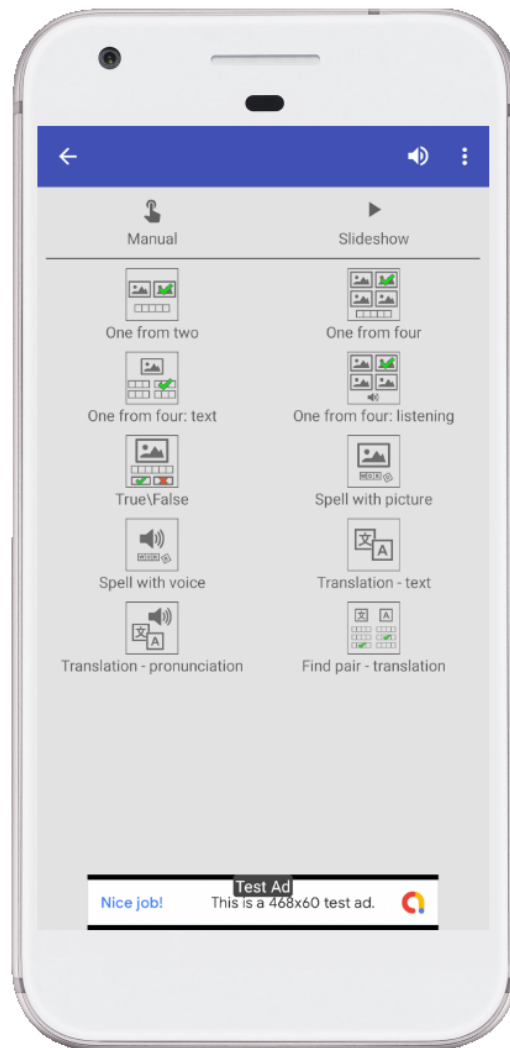 Manual Slideshow
One from two One from four
One from four: text One from four: listening
True\False Spell with picture
Spell with voice Translation - text
Translation - pronunciation Find pair - translation
Test Ad
Nice job! This is a 468x60 test ad.